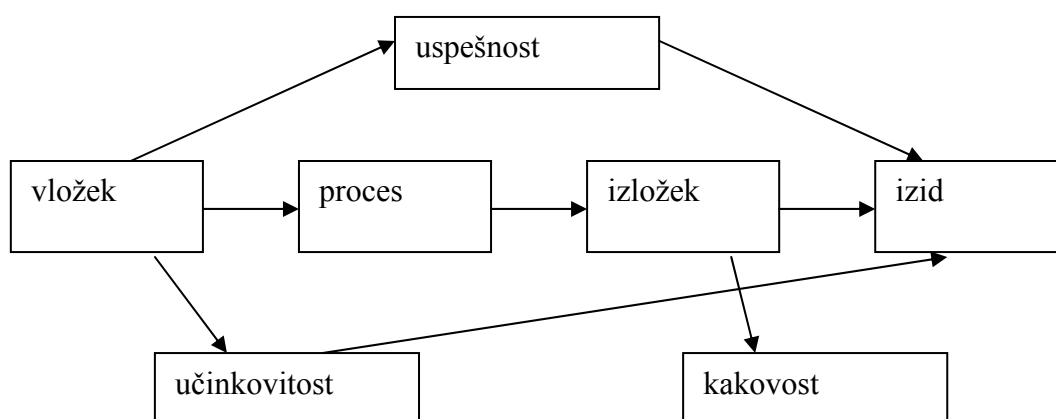 uspešnost
vložek
proces
izložek
izid
učinkovitost
kakovost